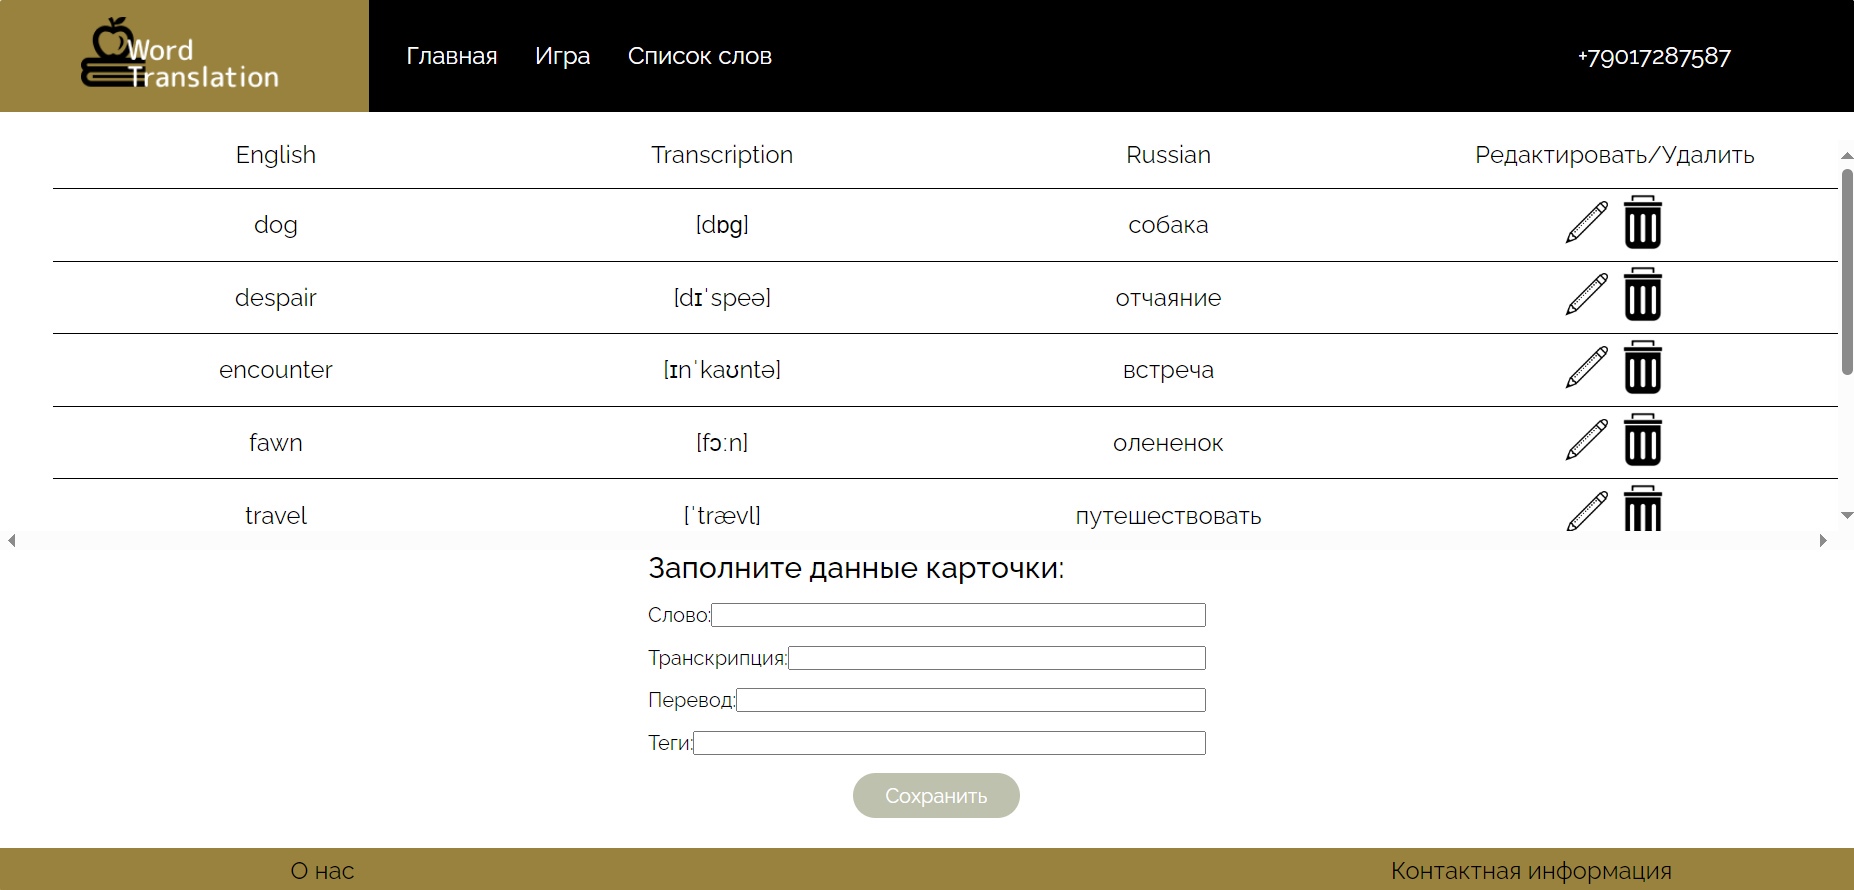 Word
Translation
Главная Игра Список слов +79017287587
English Transcription Russian Редактировать/Удалить
dog [dɒg] собака
despair [dɪˈspeə] отчаяние
encounter [ɪnˈkaʊntə] встреча
fawn [fɔːn] олененок
travel [ˈtrævl] путешествовать
Заполните данные карточки:
Слово:
Транскрипция:
Перевод:
Теги:
Сохранить
О нас Контактная информация